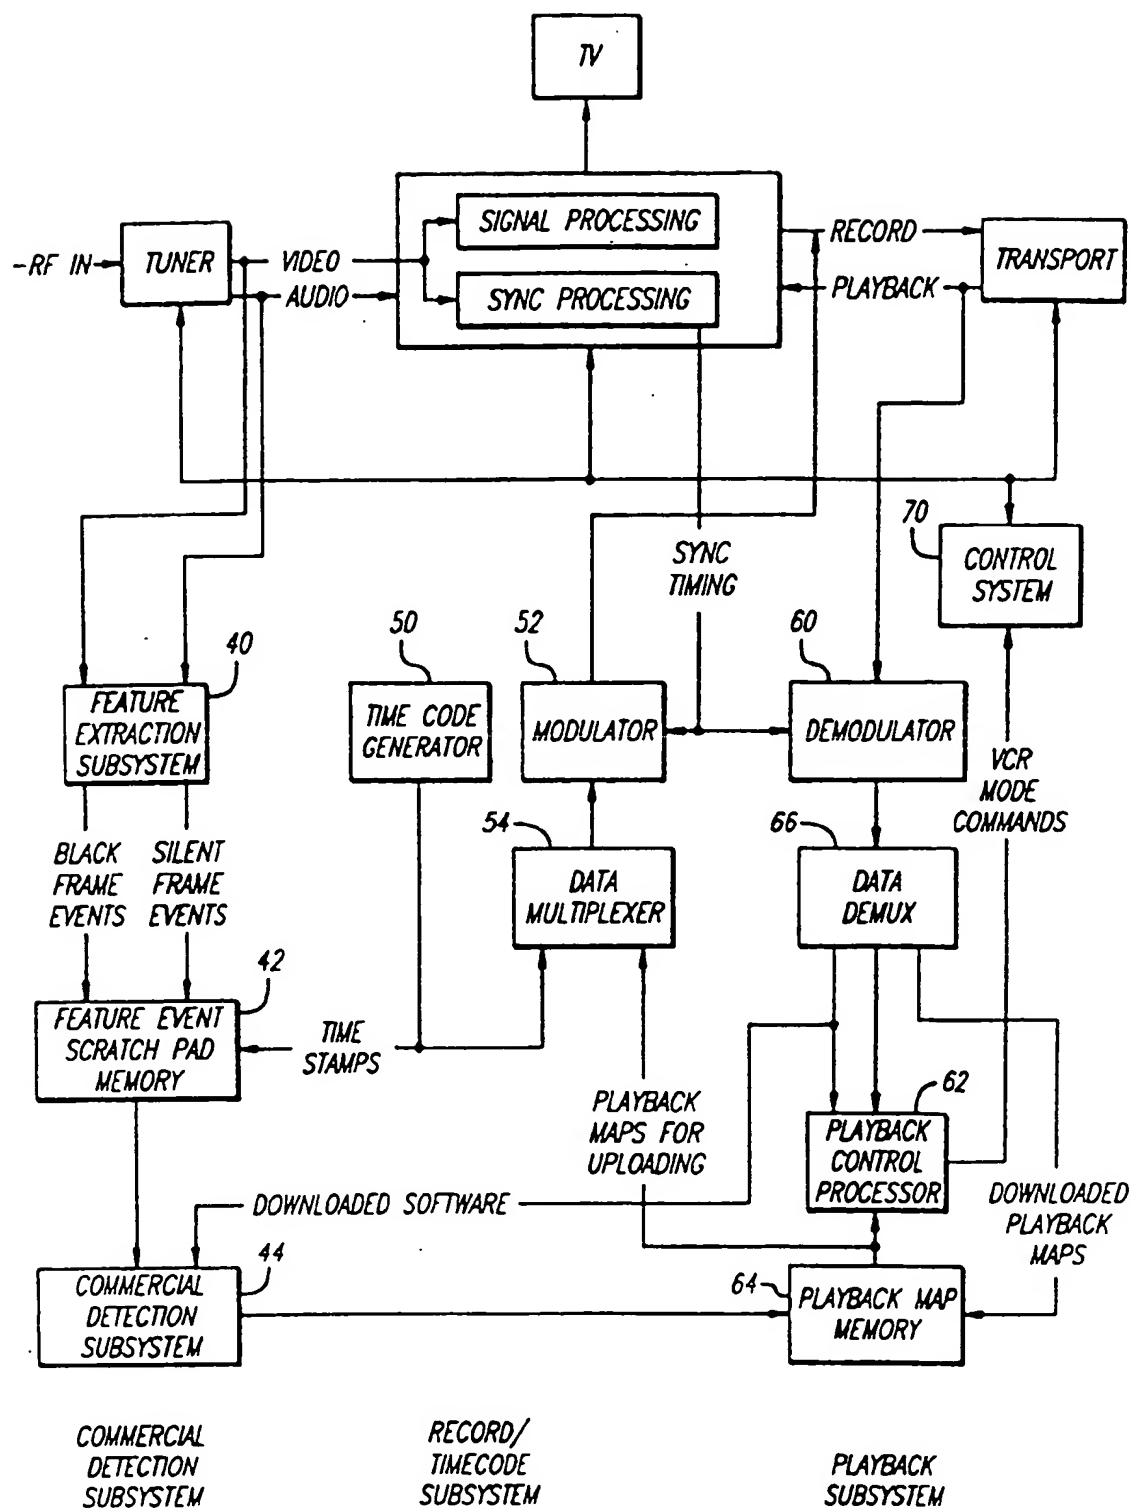 TV
SIGNAL PROCESSING
-RF IN
TUNER
VIDEO
AUDIO
SYNC PROCESSING
RECORD
PLAYBACK
TRANSPORT
70
CONTROL
SYSTEM
SYNC
TIMING
40
50
52
60
FEATURE
EXTRACTION
SUBSYSTEM
TIME CODE
GENERATOR
MODULATOR
DEMODULATOR
VCR
MODE
COMMANDS
BLACK
FRAME
EVENTS
SILENT
FRAME
EVENTS
54
66
DATA
MULTIPLEXER
DATA
DEMUX
42
FEATURE EVENT
SCRATCH PAD
MEMORY
TIME
STAMPS
PLAYBACK
MAPS FOR
UPLOADING
62
PLAYBACK
CONTROL
PROCESSOR
DOWNLOADED SOFTWARE
DOWNLOADED
PLAYBACK
MAPS
44
COMMERCIAL
DETECTION
SUBSYSTEM
64
PLAYBACK MAP
MEMORY
COMMERCIAL
DETECTION
SUBSYSTEM
RECORD/
TIMECODE
SUBSYSTEM
PLAYBACK
SUBSYSTEM